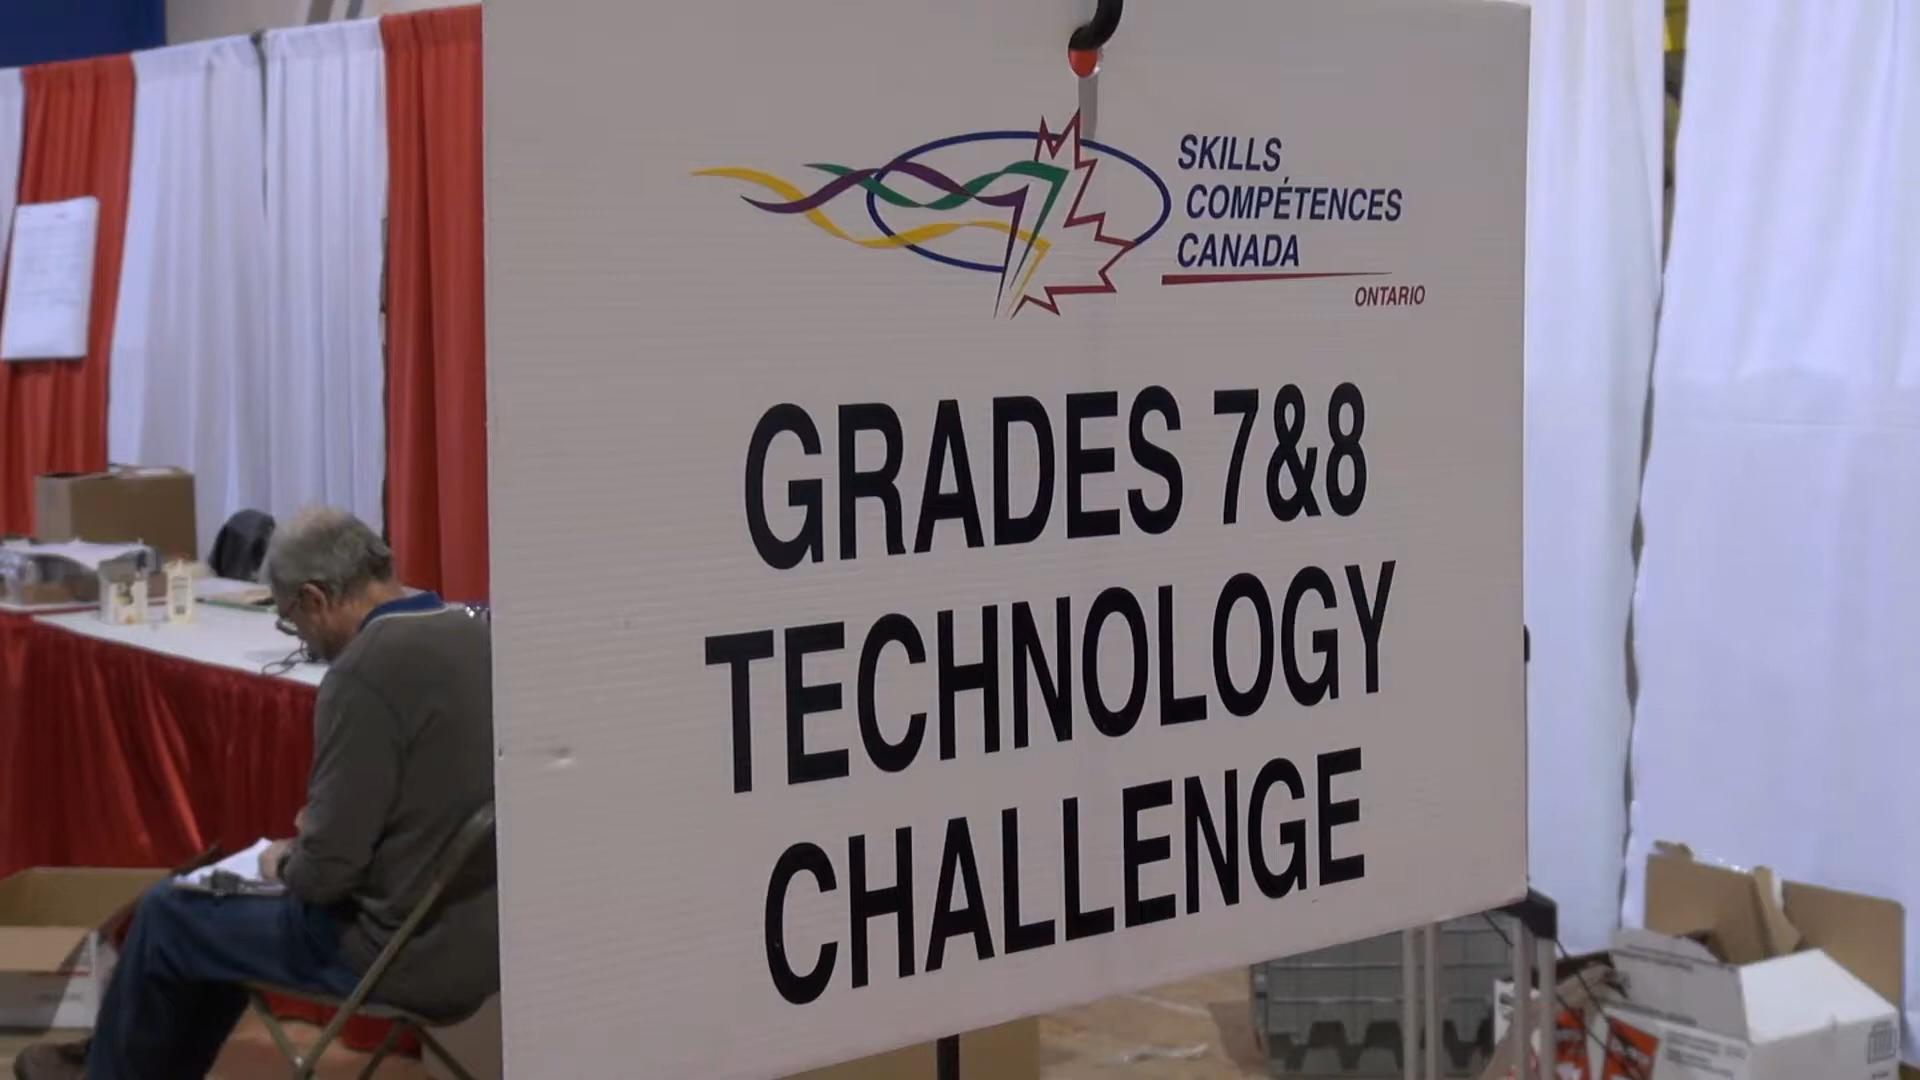 SKILLS
COMPÉTENCES
CANADA
ONTARIO
GRADES 7&8
TECHNOLOGY
CHALLENGE